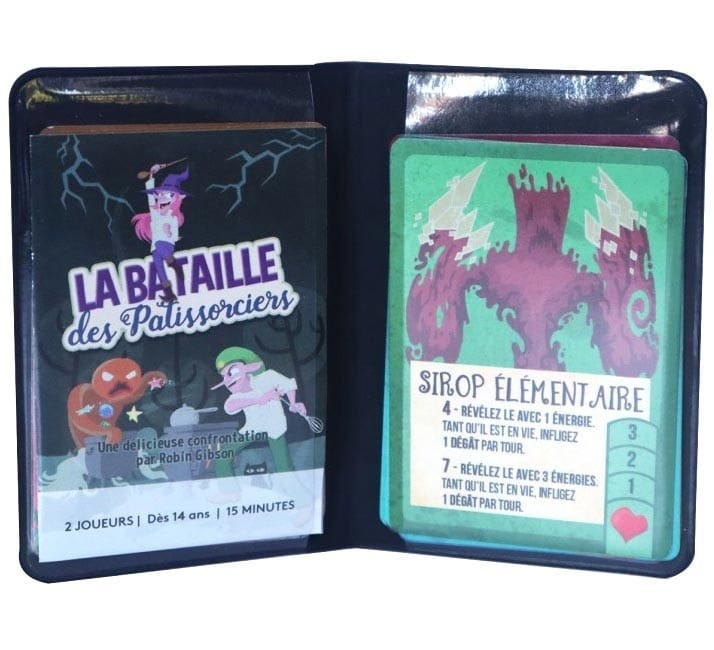 LA BATAILLE
des Patissorciers
Une délicieuse confrontation
par Robin Gibson
2 JOUEURS | Dès 14 ans | 15 MINUTES
SIROP ÉLÉMENTAIRE
4 - RÉVÉLEZ LE AVEC 1 ÉNERGIE.
TANT QU'IL EST EN VIE, INFLIGEZ
1 DÉGÂT PAR TOUR.
7 - RÉVÉLEZ LE AVEC 3 ÉNERGIES.
TANT QU'IL EST EN VIE, INFLIGEZ
1 DÉGÂT PAR TOUR.
3
2
1